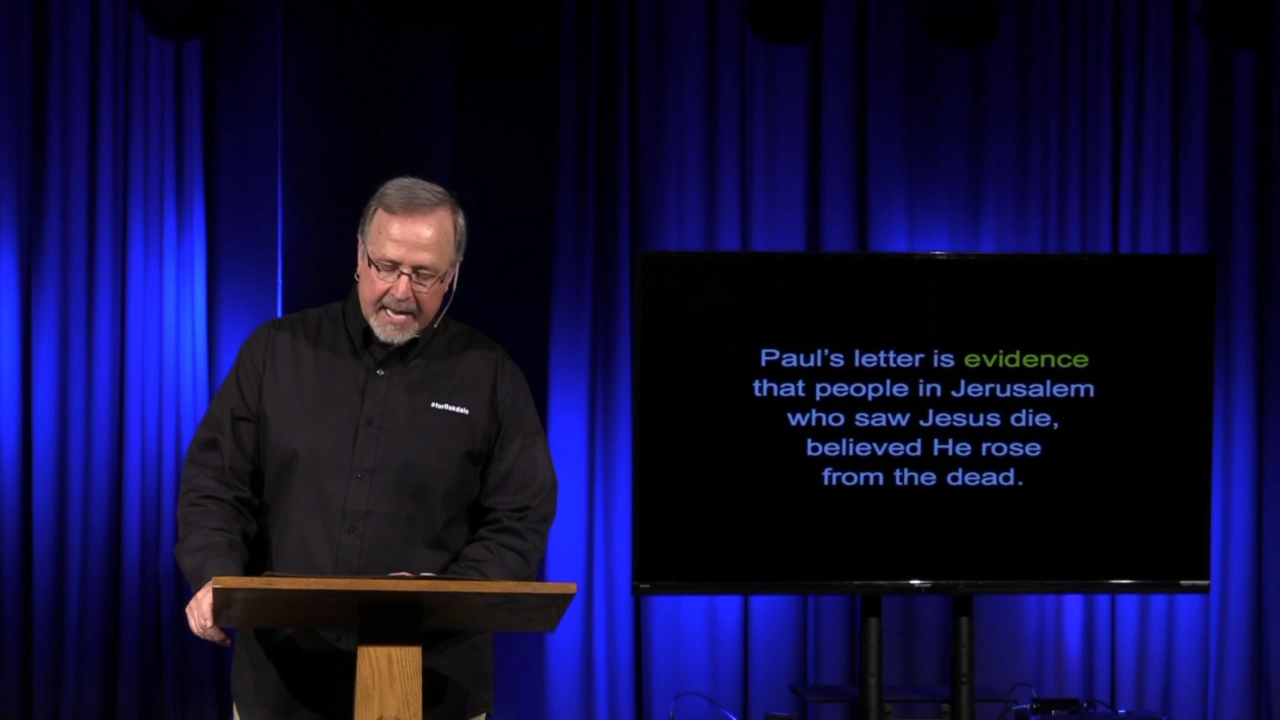 #forfiskdale
Paul's letter is evidence
that people in Jerusalem
who saw Jesus die,
believed He rose
from the dead.